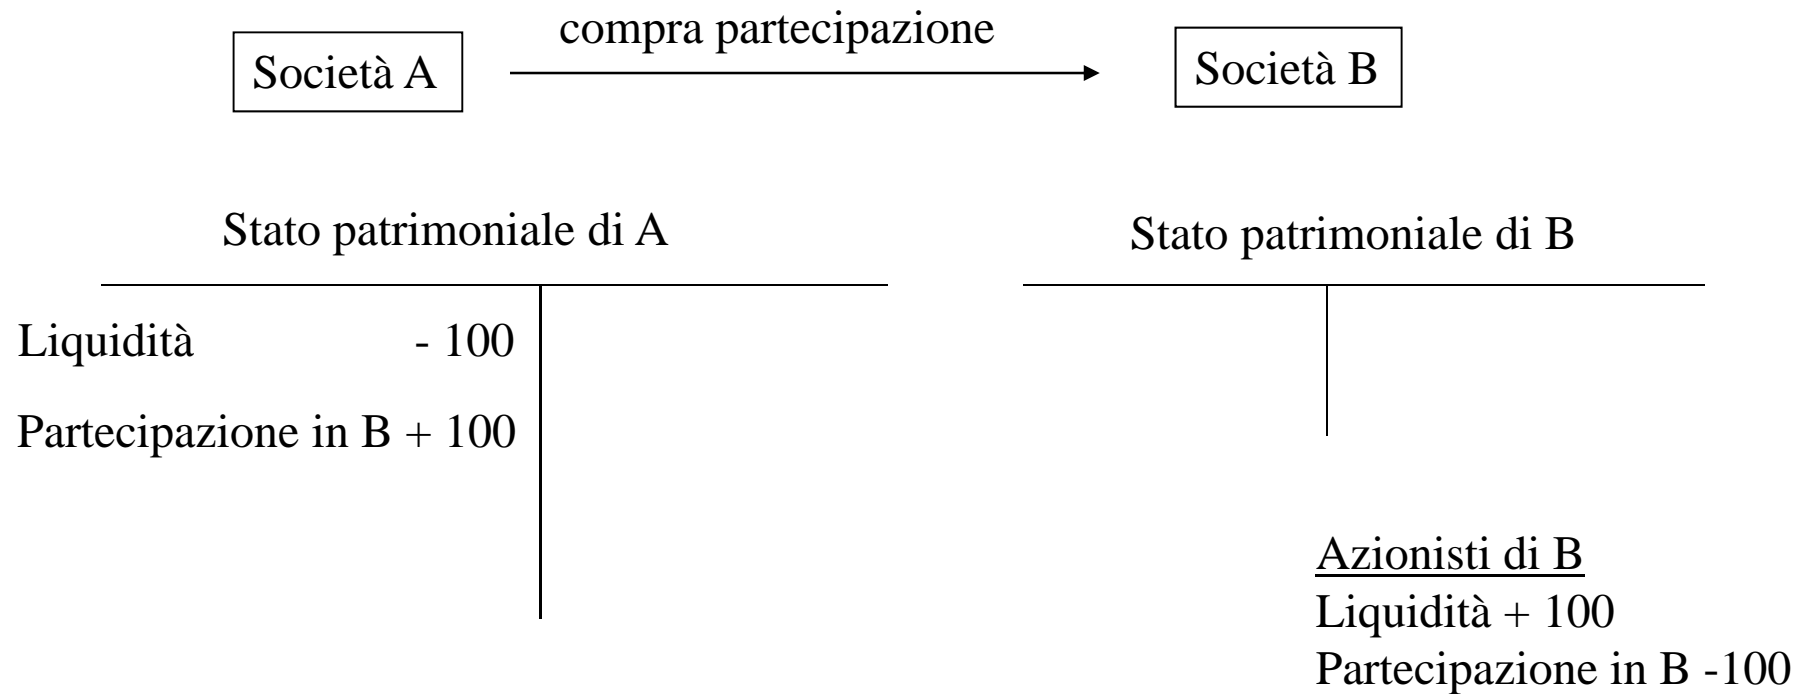 compra partecipazione
Società A
Società B
Stato patrimoniale di A
Stato patrimoniale di B
Liquidità - 100
Partecipazione in B + 100
Azionisti di B
Liquidità + 100
Partecipazione in B -100